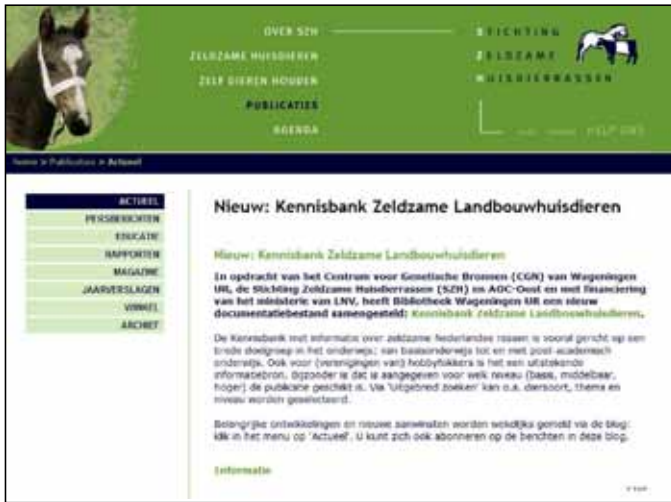 OVER SZH
ZELDZAME HUISDIEREN
ZELF DIEREN HOUDEN
PUBLICATIES
AGENDA
STICHTING
ZELDZAME
HUISDIERRASSEN
HELP ONS
home > Publicaties > Actueel
ACTUEEL
PERSBERICHTEN
EDUCATIE
RAPPORTEN
MAGAZINE
JAARVERSLAGEN
WINKEL
ARCHIEF
Nieuw: Kennisbank Zeldzame Landbouwhuisdieren
Nieuw: Kennisbank Zeldzame Landbouwhuisdieren
In opdracht van het Centrum voor Genetische Bronnen (CGN) van Wageningen
UR, de Stichting Zeldzame Huisdierrassen (SZH) en AOC-Oost en met financiering
van het ministerie van LNV, heeft Bibliotheek Wageningen UR een nieuw
documentatiebestand samengesteld: Kennisbank Zeldzame Landbouwhuisdieren.
De Kennisbank met informatie over zeldzame Nederlandse rassen is vooral gericht op een
brede doelgroep in het onderwijs; van basisonderwijs tot en met post-academisch
onderwijs. Ook voor (verenigingen van) hobbyfokkers is het een uitstekende
informatiebron. Bijzonder is dat is aangegeven voor welk niveau (basis, middelbaar,
hoger) de publicatie geschikt is. Via 'Uitgebreid zoeken' kan o.a. diersoort, thema en
niveau worden geselecteerd.
Belangrijke ontwikkelingen en nieuwe aanwinsten worden wekelijks gemeld via de blog:
klik in het menu op 'Actueel'. U kunt zich ook abonneren op de berichten in deze blog.
Informatie